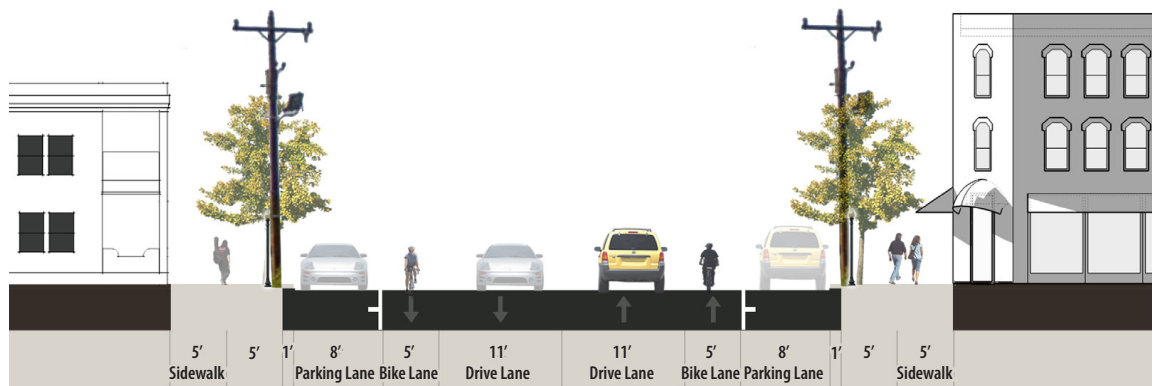 5′ 5′ 1′ 8′ 5′ 11′ 11′ 5′ 8′ 1′ 5′ 5′
Sidewalk Parking Lane Bike Lane Drive Lane Drive Lane Bike Lane Parking Lane Sidewalk